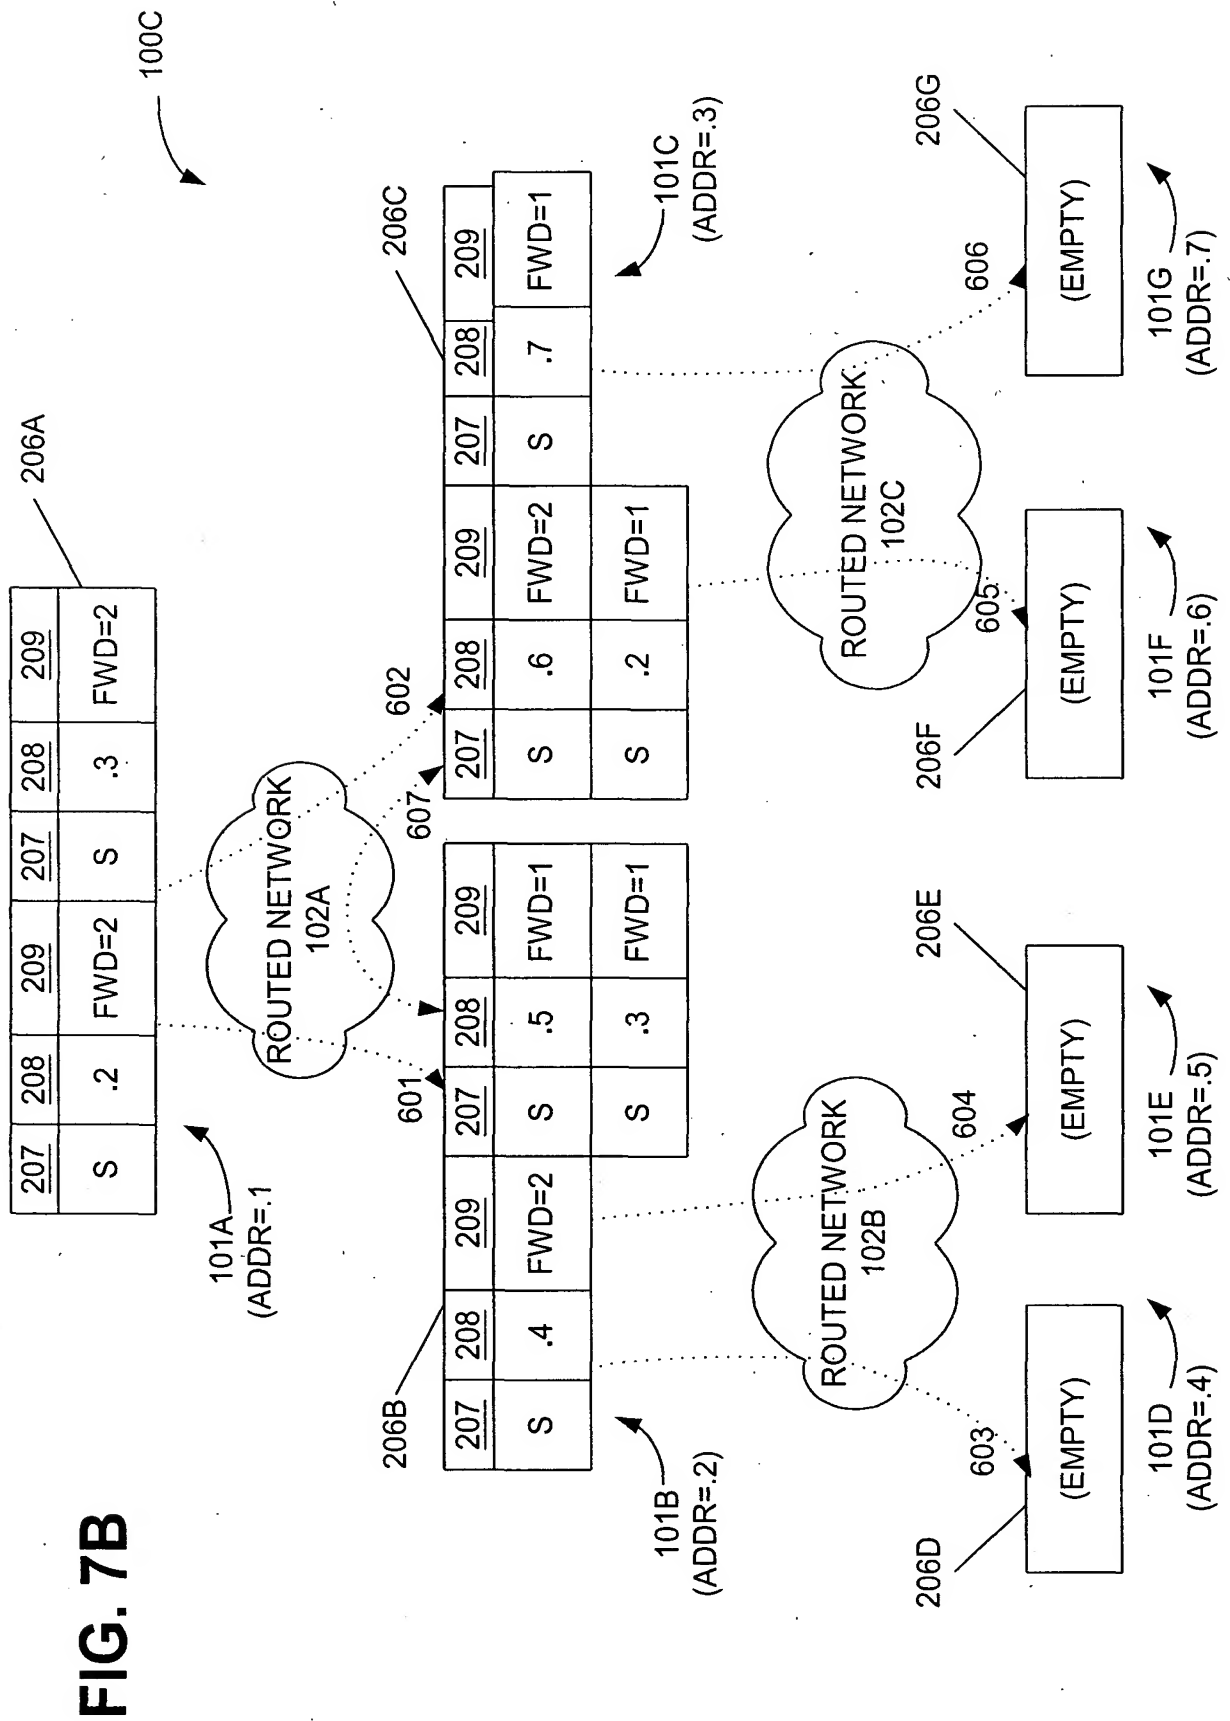 FIG. 7B
100C
206A
207 208 209 207 208 209
S .2 FWD=2 S .3 FWD=2
101A
(ADDR=.1
ROUTED NETWORK
102A
601
607
602
206B
207 208 209 207 208 209
S .4 FWD=2 S .5 FWD=1
S .3 FWD=1
101B
(ADDR=.2)
206C
207 208 209 207 208 209
S .6 FWD=2 S .7 FWD=1
S .2 FWD=1
101C
(ADDR=.3)
ROUTED NETWORK
102B
603
604
ROUTED NETWORK
102C
605
606
206D
(EMPTY)
101D
(ADDR=.4)
206E
(EMPTY)
101E
(ADDR=.5)
206F
(EMPTY)
101F
(ADDR=.6)
206G
(EMPTY)
101G
(ADDR=.7)